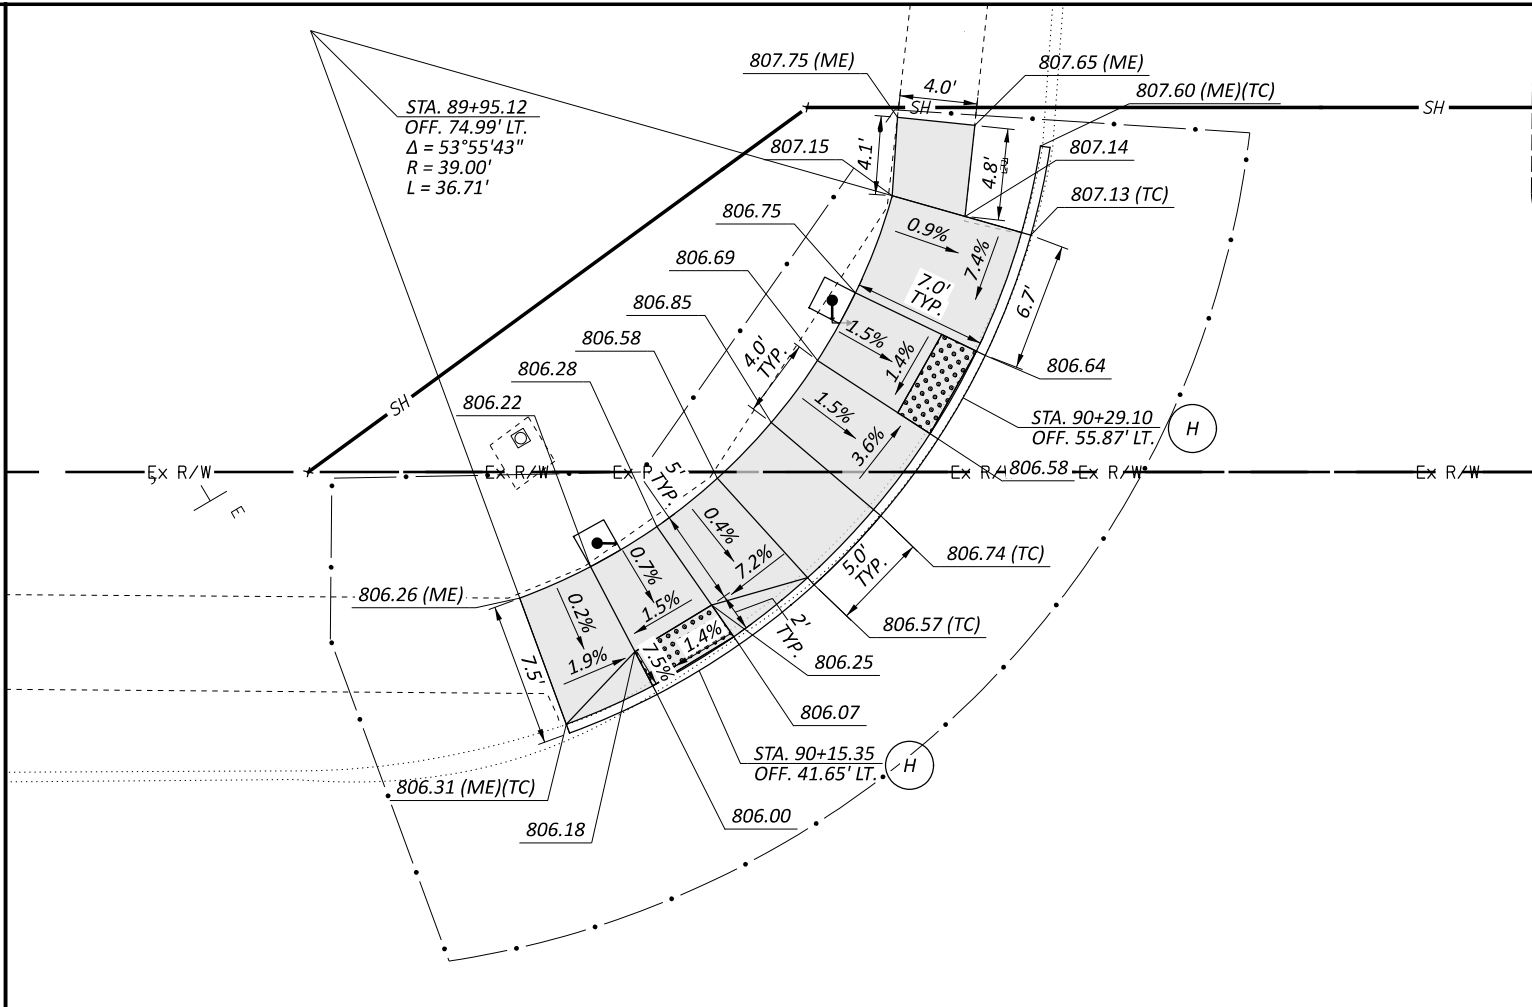 807.75 (ME)
807.65 (ME)
807.60 (ME)(TC)
4.0'
SH
SH
STA. 89+95.12
OFF. 74.99' LT.
Δ = 53°55'43"
R = 39.00'
L = 36.71'
807.15
4.1'
4.8'
807.14
807.13 (TC)
806.75
0.9%
7.4%
806.69
7.0'
TYP.
6.7'
806.85
1.5%
1.4%
806.58
4.0'
TYP.
806.64
806.28
SH
1.5%
3.6%
STA. 90+29.10
OFF. 55.87' LT.
H
806.22
Ex R/W
Ex R/W
Ex R
Ex R/
806.58
Ex R/W
Ex R/W
E
5'
TYP.
0.4%
7.2%
806.74 (TC)
5.0'
TYP.
806.26 (ME)
0.7%
1.5%
0.2%
1.9%
7.5'
7.5%
1.4%
2'
TYP.
806.57 (TC)
806.25
806.07
STA. 90+15.35
OFF. 41.65' LT.
H
806.31 (ME)(TC)
806.18
806.00